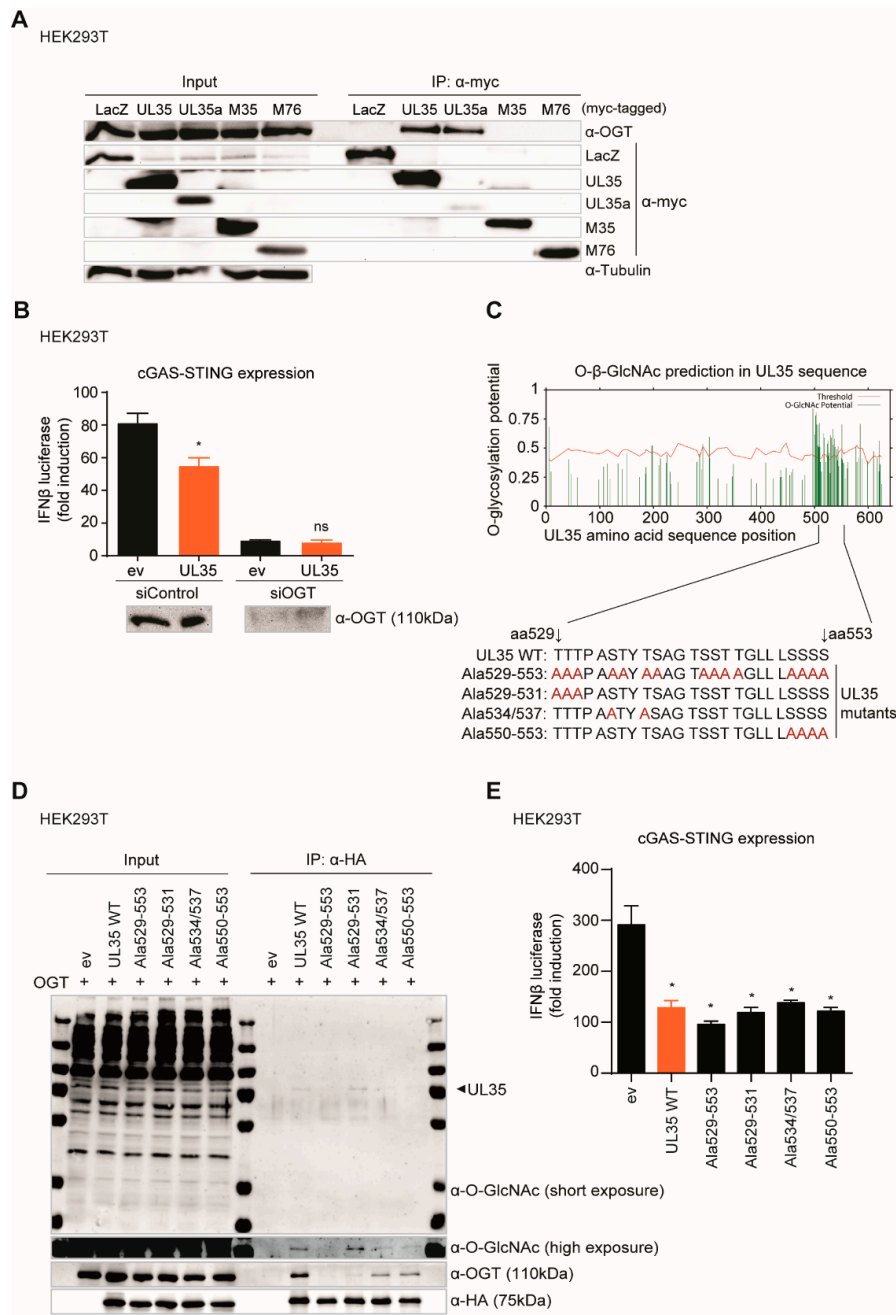 A
HEK293T
Input IP: α-myc
LacZ UL35 UL35a M35 M76 LacZ UL35 UL35a M35 M76 (myc-tagged)
α-OGT
LacZ
UL35
UL35a α-myc
M35
M76
α-Tubulin
B
HEK293T
cGAS-STING expression
IFNβ luciferase
(fold induction)
100
80
60
40
20
0
*
ns
ev UL35 ev UL35
siControl siOGT
α-OGT (110kDa)
C
O-β-GlcNAc prediction in UL35 sequence
O-glycosylation potential
1
0.75
0.5
0.25
0
Threshold
O-GlcNAc Potential
0 100 200 300 400 500 600
UL35 amino acid sequence position
aa529↓ ↓aa553
UL35 WT: TTTP ASTY TSAG TSST TGLL LSSSS
Ala529-553: AAAPA AAYAAAG TAAAAGLL LAAAA
Ala529-531: AAAPASTY TSAG TSST TGLL LSSSS
Ala534/537: TTTP AATY ASAG TSST TGLL LSSSS
Ala550-553: TTTP ASTY TSAG TSST TGLL LAAAA
UL35
mutants
D
HEK293T
Input IP: α-HA
ev UL35 WT Ala529-553 Ala529-531 Ala534/537 Ala550-553 ev UL35 WT Ala529-553 Ala529-531 Ala534/537 Ala550-553
OGT + + + + + + + + + + + +
◄UL35
α-O-GlcNAc (short exposure)
α-O-GlcNAc (high exposure)
α-OGT (110kDa)
α-HA (75kDa)
E
HEK293T
cGAS-STING expression
IFNβ luciferase
(fold induction)
400
300
200
100
0
* * * * *
ev UL35 WT Ala529-553 Ala529-531 Ala534/537 Ala550-553